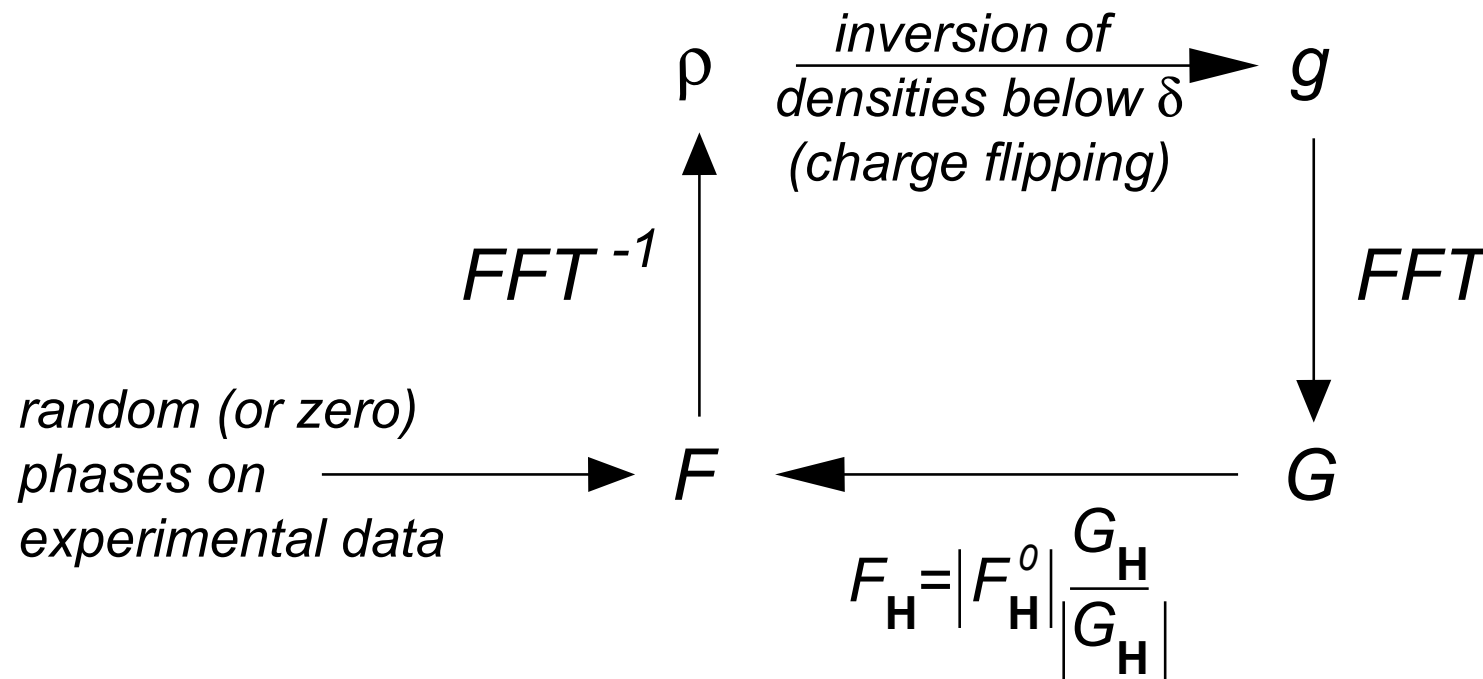 ρ
inversion of
densities below δ
(charge flipping)
g
FFT⁻¹
FFT
random (or zero)
phases on
experimental data
F
G
F_H=|F_H^0| G_H/|G_H|